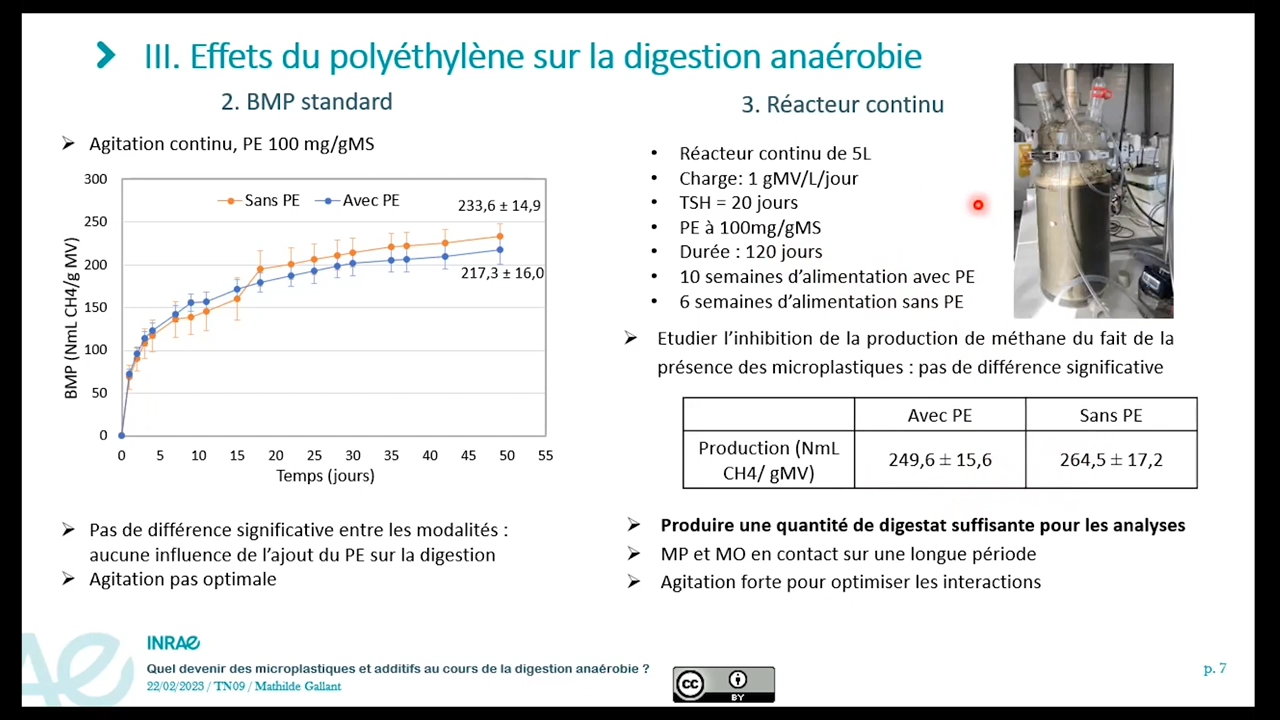 III. Effets du polyéthylène sur la digestion anaérobie
2. BMP standard
Agitation continu, PE 100 mg/gMS
BMP (NmL CH4/g MV)
300
250
200
150
100
50
0
Sans PE
Avec PE
233,6 ± 14,9
217,3 ± 16,0
0 5 10 15 20 25 30 35 40 45 50 55
Temps (jours)
Pas de différence significative entre les modalités :
aucune influence de l'ajout du PE sur la digestion
Agitation pas optimale
3. Réacteur continu
Réacteur continu de 5L
Charge: 1 gMV/L/jour
TSH = 20 jours
PE à 100mg/gMS
Durée : 120 jours
10 semaines d'alimentation avec PE
6 semaines d'alimentation sans PE
Etudier l'inhibition de la production de méthane du fait de la
présence des microplastiques : pas de différence significative
Avec PE
Sans PE
Production (NmL
CH4/ gMV)
249,6 ± 15,6
264,5 ± 17,2
Produire une quantité de digestat suffisante pour les analyses
MP et MO en contact sur une longue période
Agitation forte pour optimiser les interactions
INRAE
Quel devenir des microplastiques et additifs au cours de la digestion anaérobie ?
22/02/2023 / TN09 / Mathilde Gallant
CC
BY
p. 7